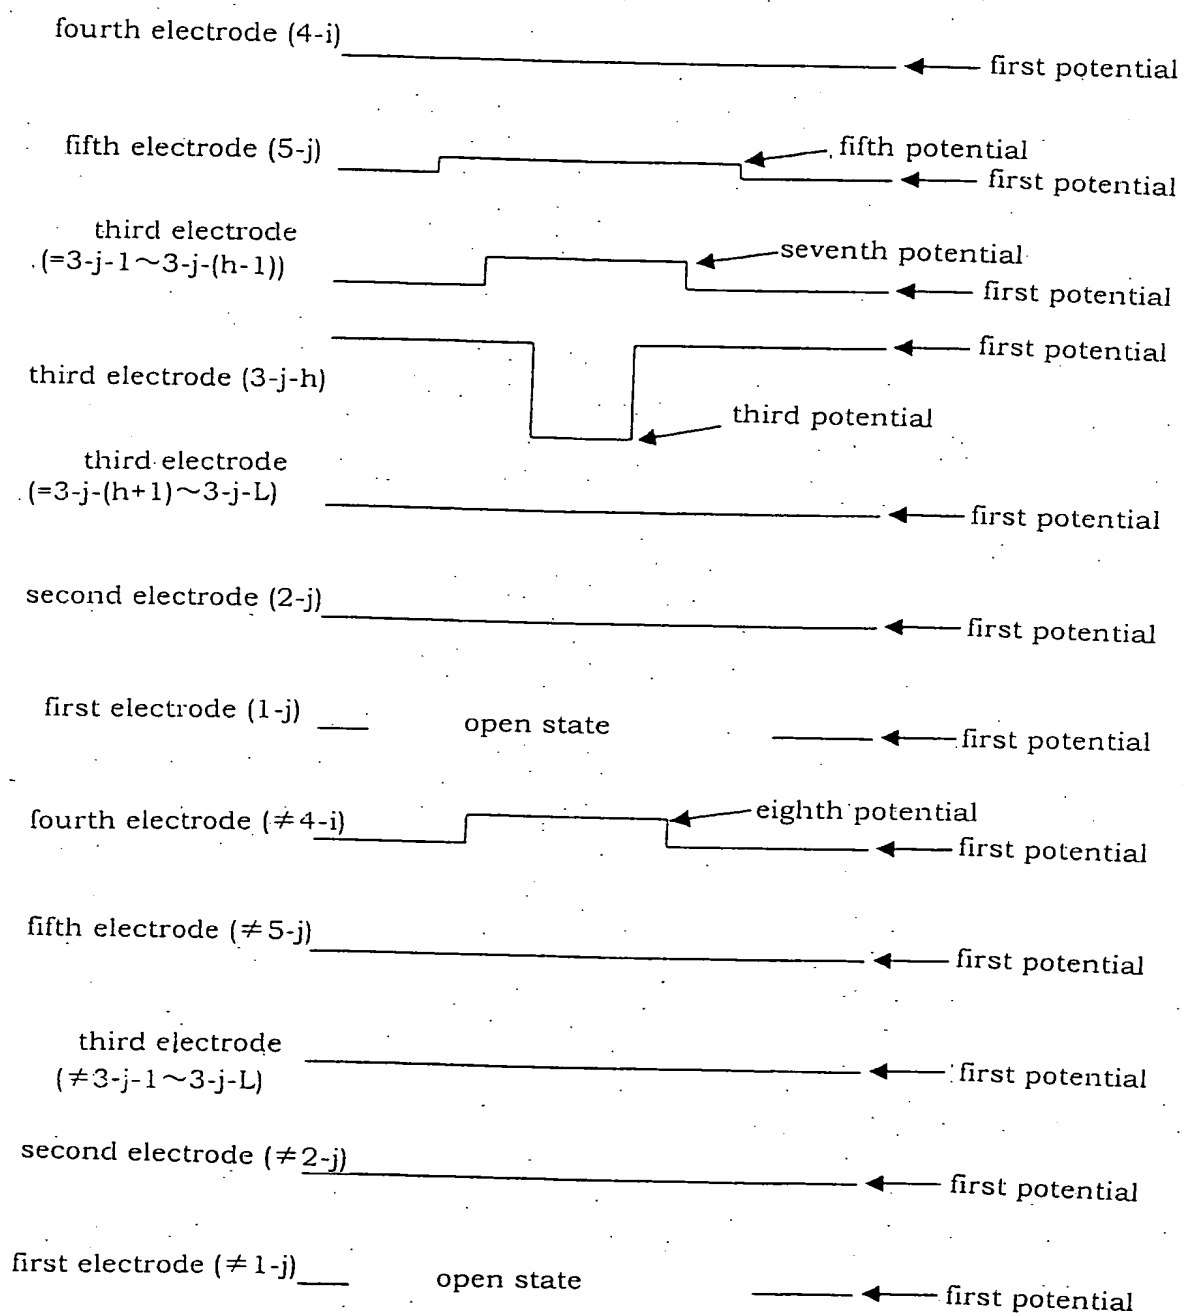 fourth electrode (4-i)
first potential
fifth electrode (5-j)
fifth potential
first potential
third electrode
(=3-j-1~3-j-(h-1))
seventh potential
first potential
first potential
third electrode (3-j-h)
third potential
third electrode
(=3-j-(h+1)~3-j-L)
first potential
second electrode (2-j)
first potential
first electrode (1-j)
open state
first potential
fourth electrode (≠4-i)
eighth potential
first potential
fifth electrode (≠5-j)
first potential
third electrode
(≠3-j-1~3-j-L)
first potential
second electrode (≠2-j)
first potential
first electrode (≠1-j)
open state
first potential